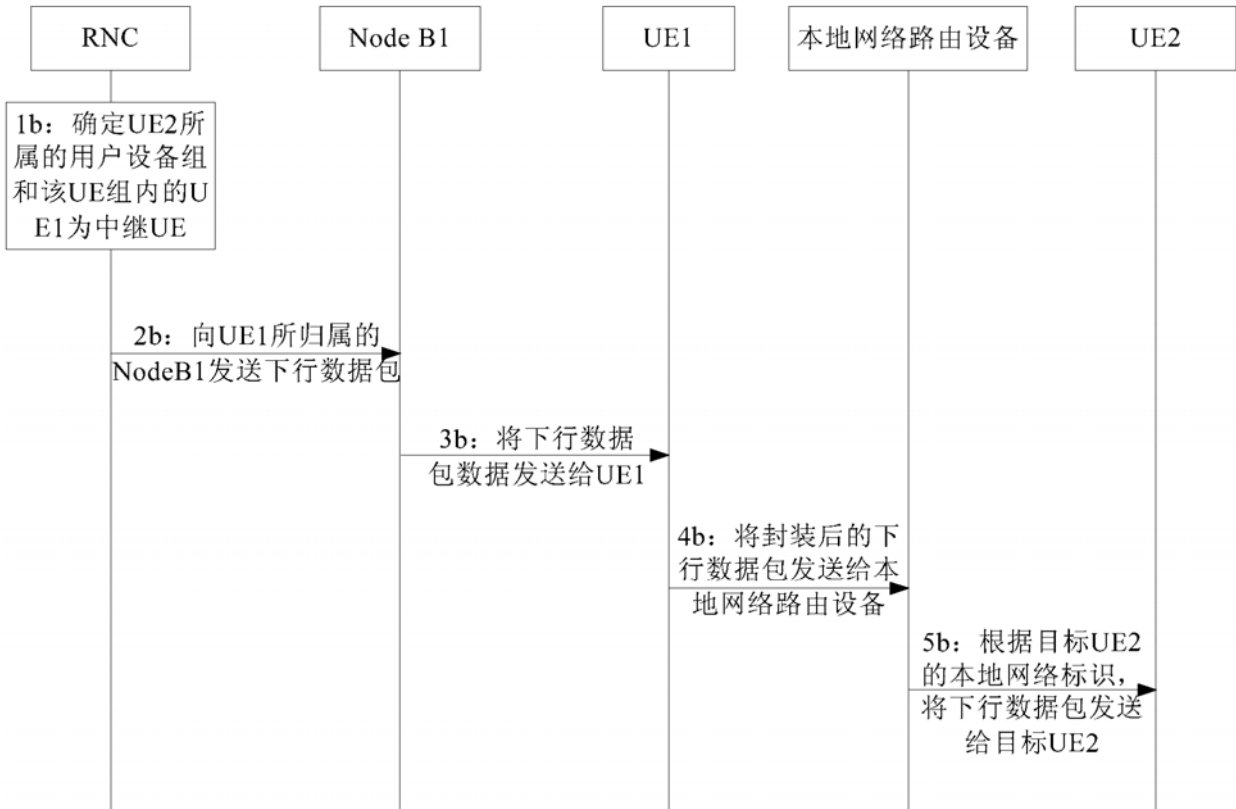 RNC
Node B1
UE1
本地网络路由设备
UE2
1b：确定UE2所
属的用户设备组
和该UE组内的U
E1为中继UE
2b：向UE1所归属的
NodeB1发送下行数据包
3b：将下行数据
包数据发送给UE1
4b：将封装后的下
行数据包发送给本
地网络路由设备
5b：根据目标UE2
的本地网络标识，
将下行数据包发送
给目标UE2